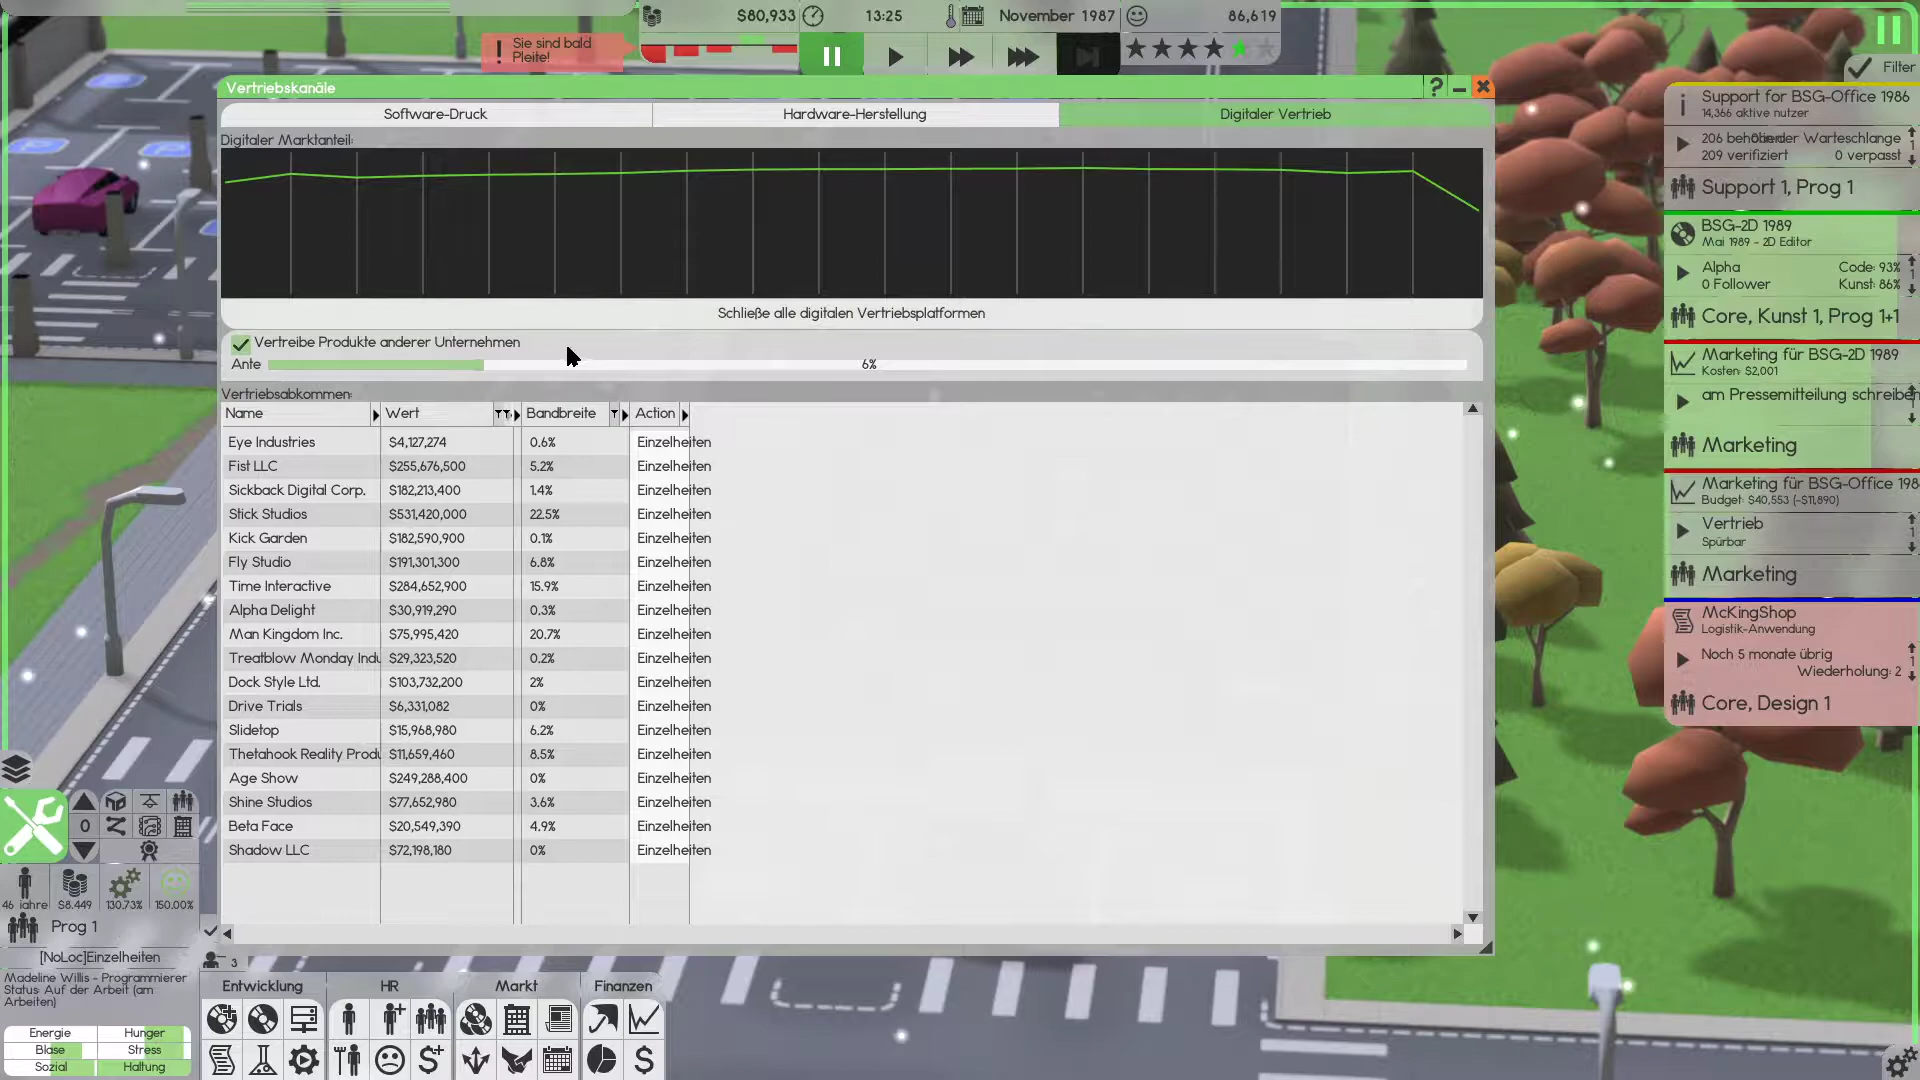 $80,933
13:25
November 1987
86,619
Sie sind bald
Pleite!
Filter
Vertriebskanäle
?
Software-Druck
Hardware-Herstellung
Digitaler Vertrieb
Digitaler Marktanteil:
Schließe alle digitalen Vertriebsplatformen
Vertreibe Produkte anderer Unternehmen
Ante
6%
Vertriebsabkommen:
Name Wert Bandbreite Action
Eye Industries $4,127,274 0.6% Einzelheiten
Fist LLC $255,676,500 5.2% Einzelheiten
Sickback Digital Corp. $182,213,400 1.4% Einzelheiten
Stick Studios $531,420,000 22.5% Einzelheiten
Kick Garden $182,590,900 0.1% Einzelheiten
Fly Studio $191,301,300 6.8% Einzelheiten
Time Interactive $284,652,900 15.9% Einzelheiten
Alpha Delight $30,919,290 0.3% Einzelheiten
Man Kingdom Inc. $75,995,420 20.7% Einzelheiten
Treatblow Monday Indu $29,323,520 0.2% Einzelheiten
Dock Style Ltd. $103,732,200 2% Einzelheiten
Drive Trials $6,331,082 0% Einzelheiten
Slidetop $15,968,980 6.2% Einzelheiten
Thetahook Reality Produ $11,659,460 8.5% Einzelheiten
Age Show $249,288,400 0% Einzelheiten
Shine Studios $77,652,980 3.6% Einzelheiten
Beta Face $20,549,390 4.9% Einzelheiten
Shadow LLC $72,198,180 0% Einzelheiten
Support for BSG-Office 1986
14,366 aktive nutzer
206 der Warteschlange
209 verifiziert 0 verpasst
1
Support 1, Prog 1
BSG-2D 1989
Mai 1989 - 2D Editor
Alpha Code: 93%
0 Follower Kunst: 86%
1
Core, Kunst 1, Prog 1+1
Marketing für BSG-2D 1989
Kosten: $2,001
am Pressemitteilung schreiben
Marketing
Marketing für BSG-Office 198
Budget: $40,553 (-$11,890)
Vertrieb
Spürbar
1
Marketing
McKingShop
Logistik-Anwendung
Noch 5 monate übrig
Wiederholung: 2
1
Core, Design 1
0
46 jahre $8.449 130.73% 150.00%
Prog 1
[NoLoc]Einzelheiten
Madeline Willis - Programmierer
Status: Auf der Arbeit (am
Arbeiten)
Energie Hunger
Blase Stress
Sozial Haltung
3
Entwicklung HR Markt Finanzen